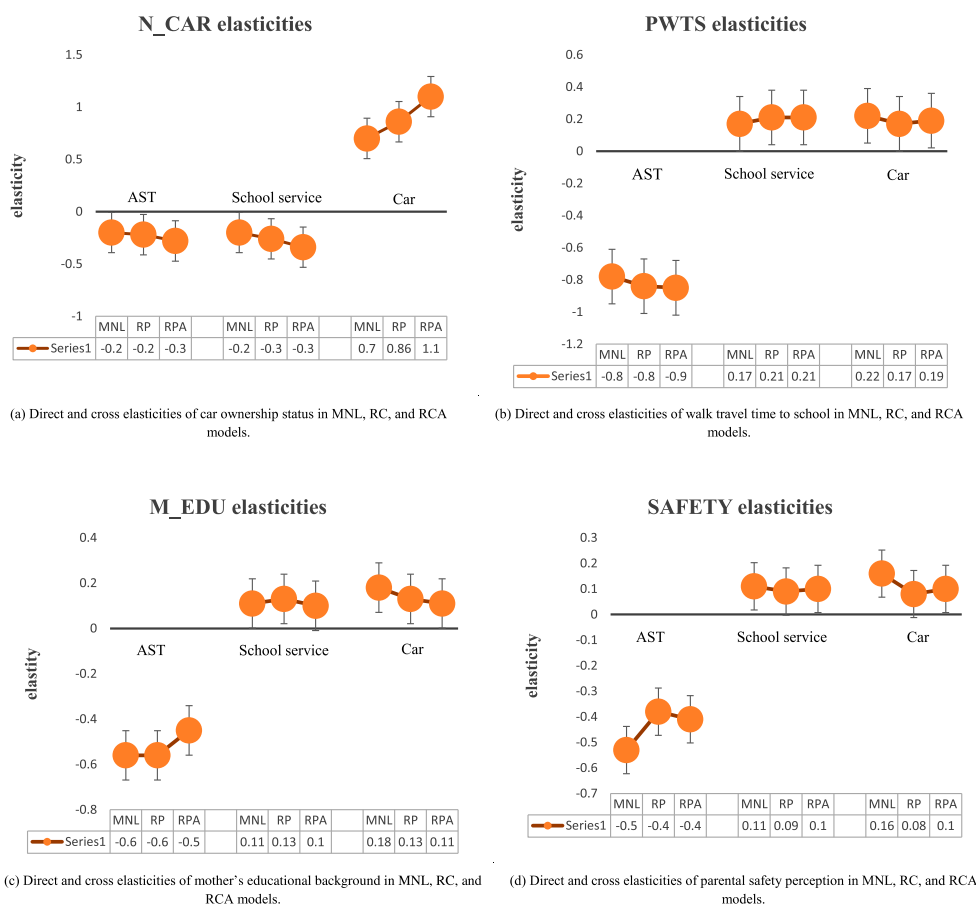 N_CAR elasticities
1.5
1
0.5
0
-0.5
-1
elasticity
AST
School service
Car
MNL RP RPA MNL RP RPA MNL RP RPA
Series1 -0.2 -0.2 -0.3 -0.2 -0.3 -0.3 0.7 0.86 1.1
(a) Direct and cross elasticities of car ownership status in MNL, RC, and RCA
models.
PWTS elasticities
0.6
0.4
0.2
0
-0.2
-0.4
-0.6
-0.8
-1
-1.2
elasticity
AST
School service
Car
MNL RP RPA MNL RP RPA MNL RP RPA
Series1 -0.8 -0.8 -0.9 0.17 0.21 0.21 0.22 0.17 0.19
(b) Direct and cross elasticities of walk travel time to school in MNL, RC, and RCA
models.
M_EDU elasticities
0.4
0.2
0
-0.2
-0.4
-0.6
-0.8
elastity
AST
School service
Car
MNL RP RPA MNL RP RPA MNL RP RPA
Series1 -0.6 -0.6 -0.5 0.11 0.13 0.1 0.18 0.13 0.11
(c) Direct and cross elasticities of mother's educational background in MNL, RC, and
RCA models.
SAFETY elasticities
0.3
0.2
0.1
0
-0.1
-0.2
-0.3
-0.4
-0.5
-0.6
-0.7
elasticity
AST
School service
Car
MNL RP RPA MNL RP RPA MNL RP RPA
Series1 -0.5 -0.4 -0.4 0.11 0.09 0.1 0.16 0.08 0.1
(d) Direct and cross elasticities of parental safety perception in MNL, RC, and RCA
models.